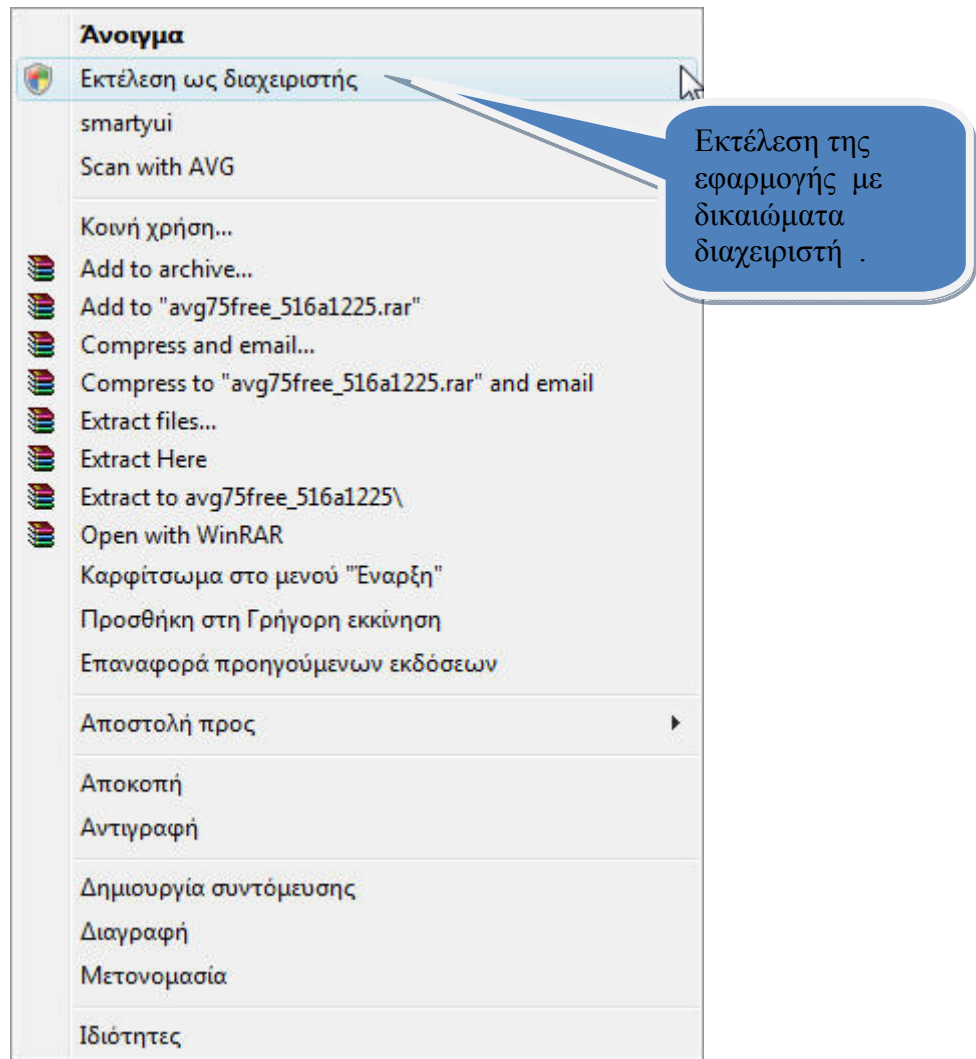 Άνοιγμα
Εκτέλεση ως διαχειριστής
smartyui
Scan with AVG
Κοινή χρήση...
Add to archive...
Add to "avg75free_516a1225.rar"
Compress and email...
Compress to "avg75free_516a1225.rar" and email
Extract files...
Extract Here
Extract to avg75free_516a1225\
Open with WinRAR
Καρφίτσωμα στο μενού "Έναρξη"
Προσθήκη στη Γρήγορη εκκίνηση
Επαναφορά προηγούμενων εκδόσεων
Αποστολή προς
Αποκοπή
Αντιγραφή
Δημιουργία συντόμευσης
Διαγραφή
Μετονομασία
Ιδιότητες
Εκτέλεση της
εφαρμογής με
δικαιώματα
διαχειριστή .